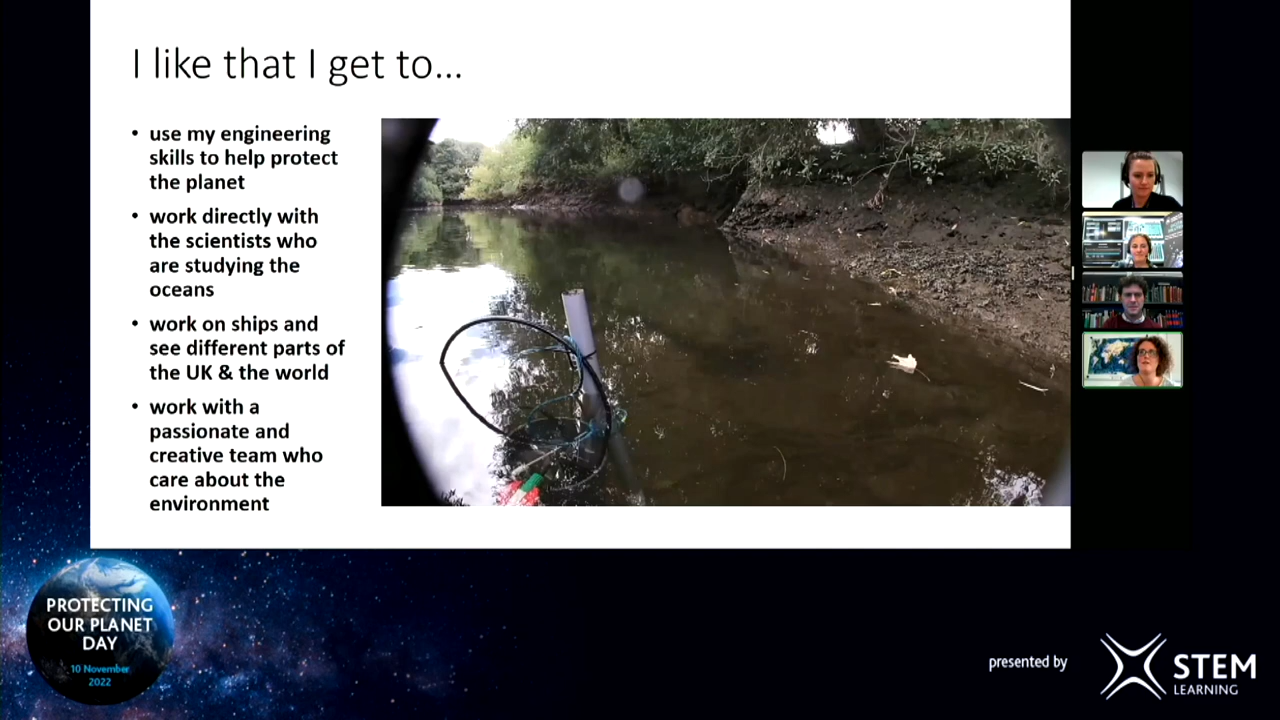 I like that I get to...
• use my engineering
skills to help protect
the planet
• work directly with
the scientists who
are studying the
oceans
• work on ships and
see different parts of
the UK & the world
• work with a
passionate and
creative team who
care about the
environment
PROTECTING
OUR PLANET
DAY
10 November
2022
presented by
STEM
LEARNING